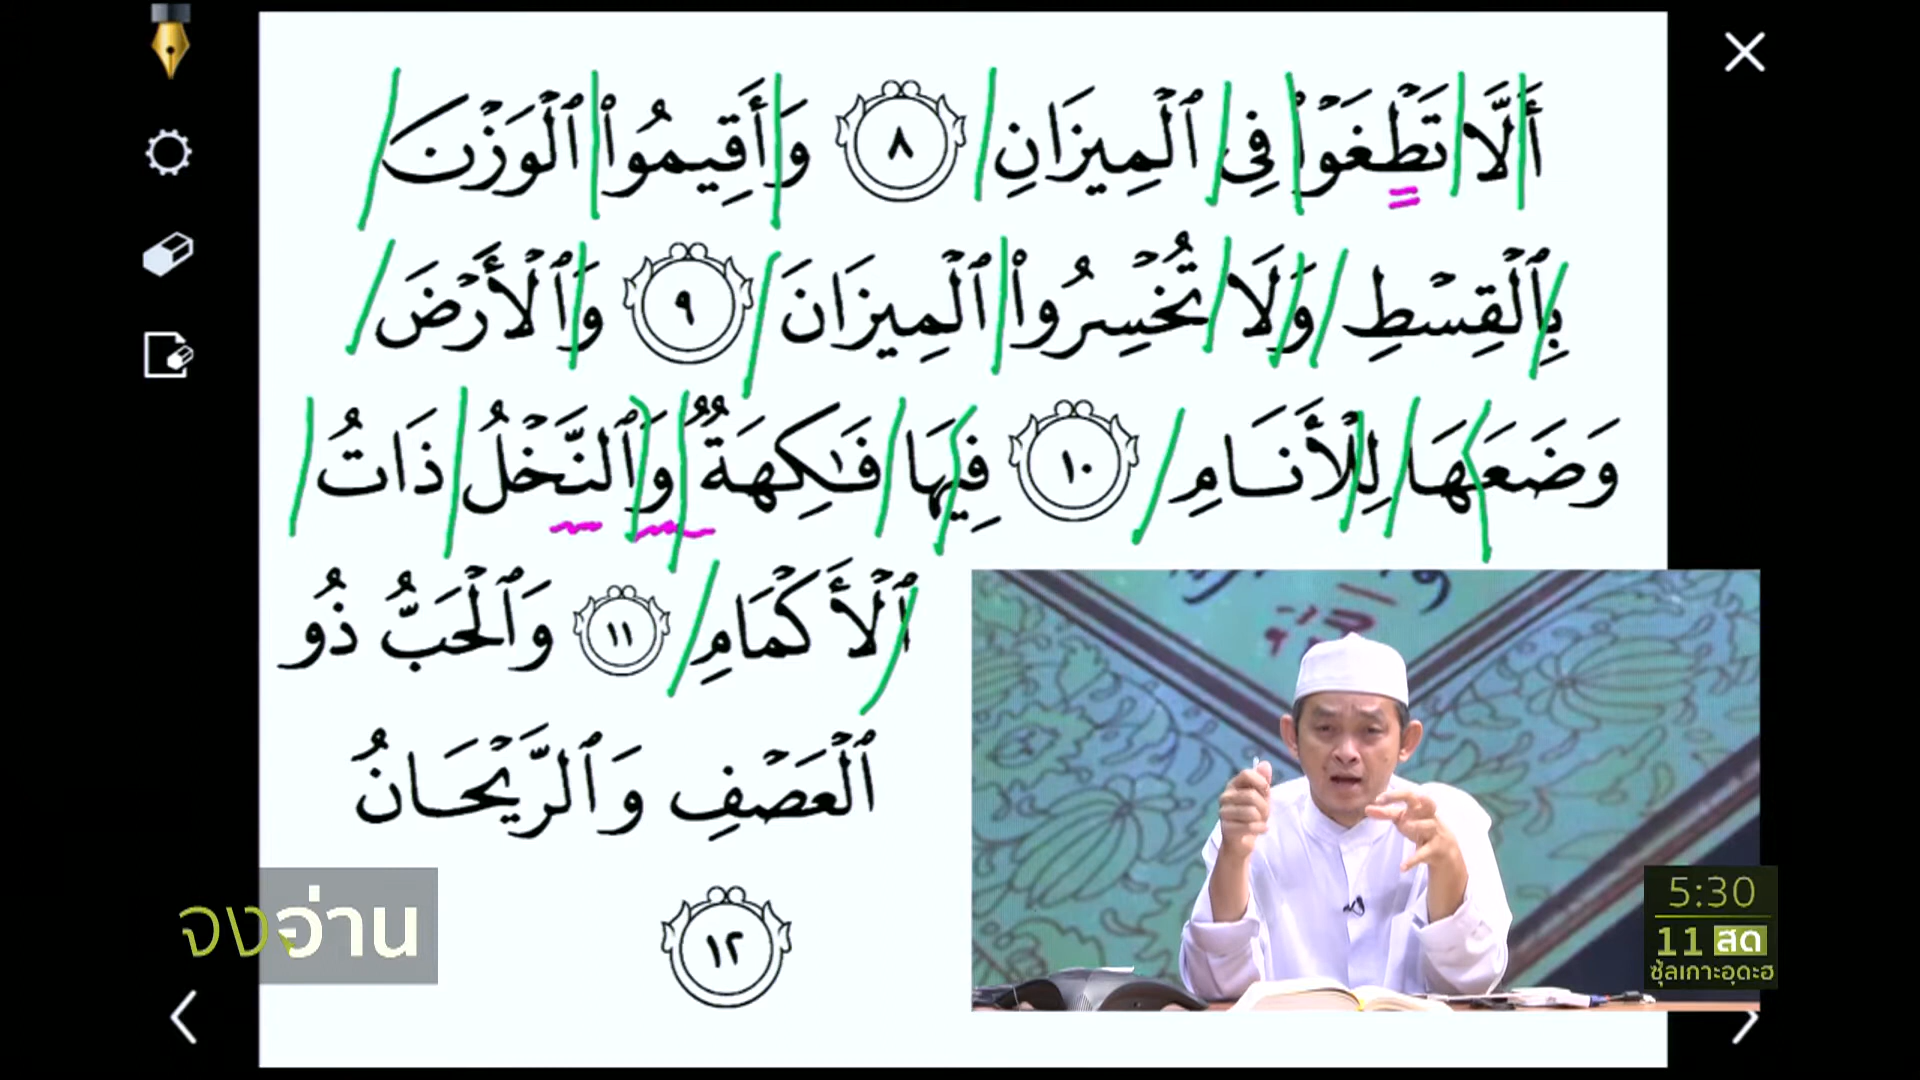 أَلَّا تَطْغَوْا۟ فِى ٱلْمِيزَانِ ٨ وَأَقِيمُوا۟ ٱلْوَزْنَ
بِٱلْقِسْطِ وَلَا تُخْسِرُوا۟ ٱلْمِيزَانَ ٩ وَٱلْأَرْضَ
وَضَعَهَا لِلْأَنَامِ ١٠ فِيهَا فَـٰكِهَةٌ وَٱلنَّخْلُ ذَاتُ
ٱلْأَكْمَامِ ١١ وَٱلْحَبُّ ذُو
ٱلْعَصْفِ وَٱلرَّيْحَانُ
١٢
จงอ่าน
5:30
11 สด
ซุ้ลเกาะอฺดะฮ